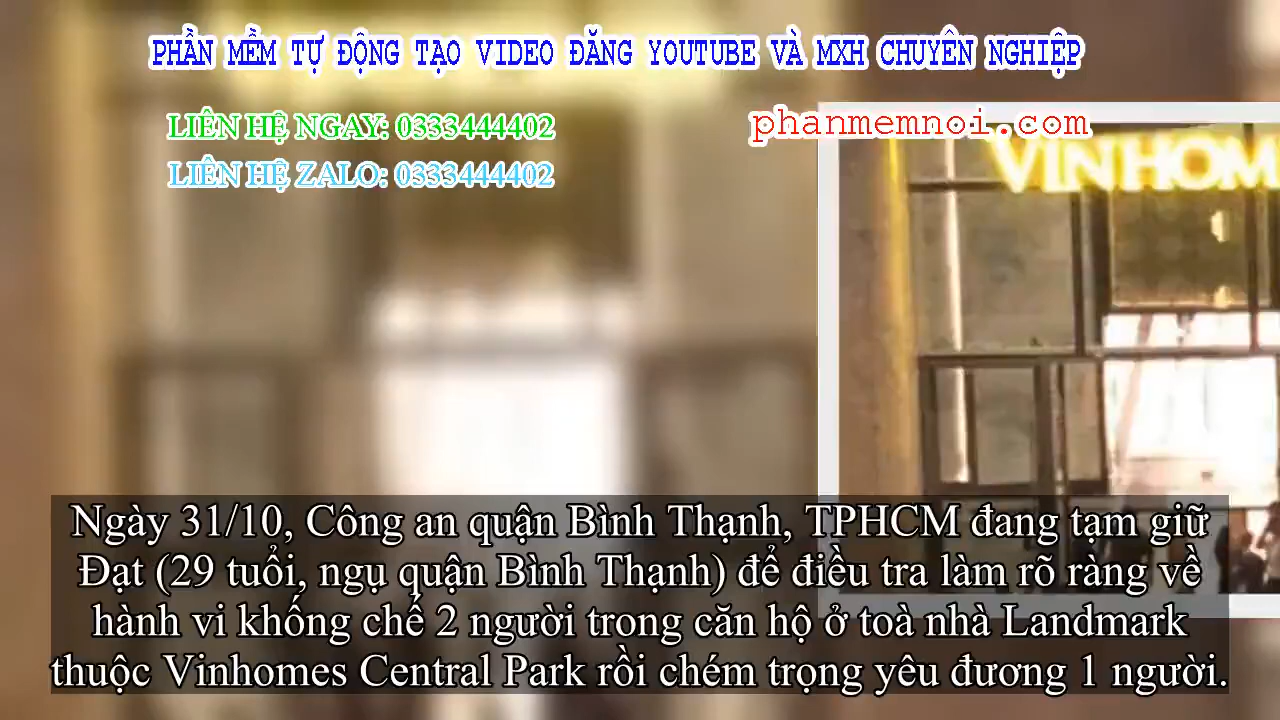 PHẦN MỀM TỰ ĐỘNG TẠO VIDEO ĐĂNG YOUTUBE VÀ MXH CHUYÊN NGHIỆP
LIÊN HỆ NGAY: 0333444402
phanmemnoi.com
LIÊN HỆ ZALO: 0333444402
VINHOM
Ngày 31/10, Công an quận Bình Thạnh, TPHCM đang tạm giữ
Đạt (29 tuổi, ngụ quận Bình Thạnh) để điều tra làm rõ ràng về
hành vi khống chế 2 người trong căn hộ ở toà nhà Landmark
thuộc Vinhomes Central Park rồi chém trọng yêu đương 1 người.